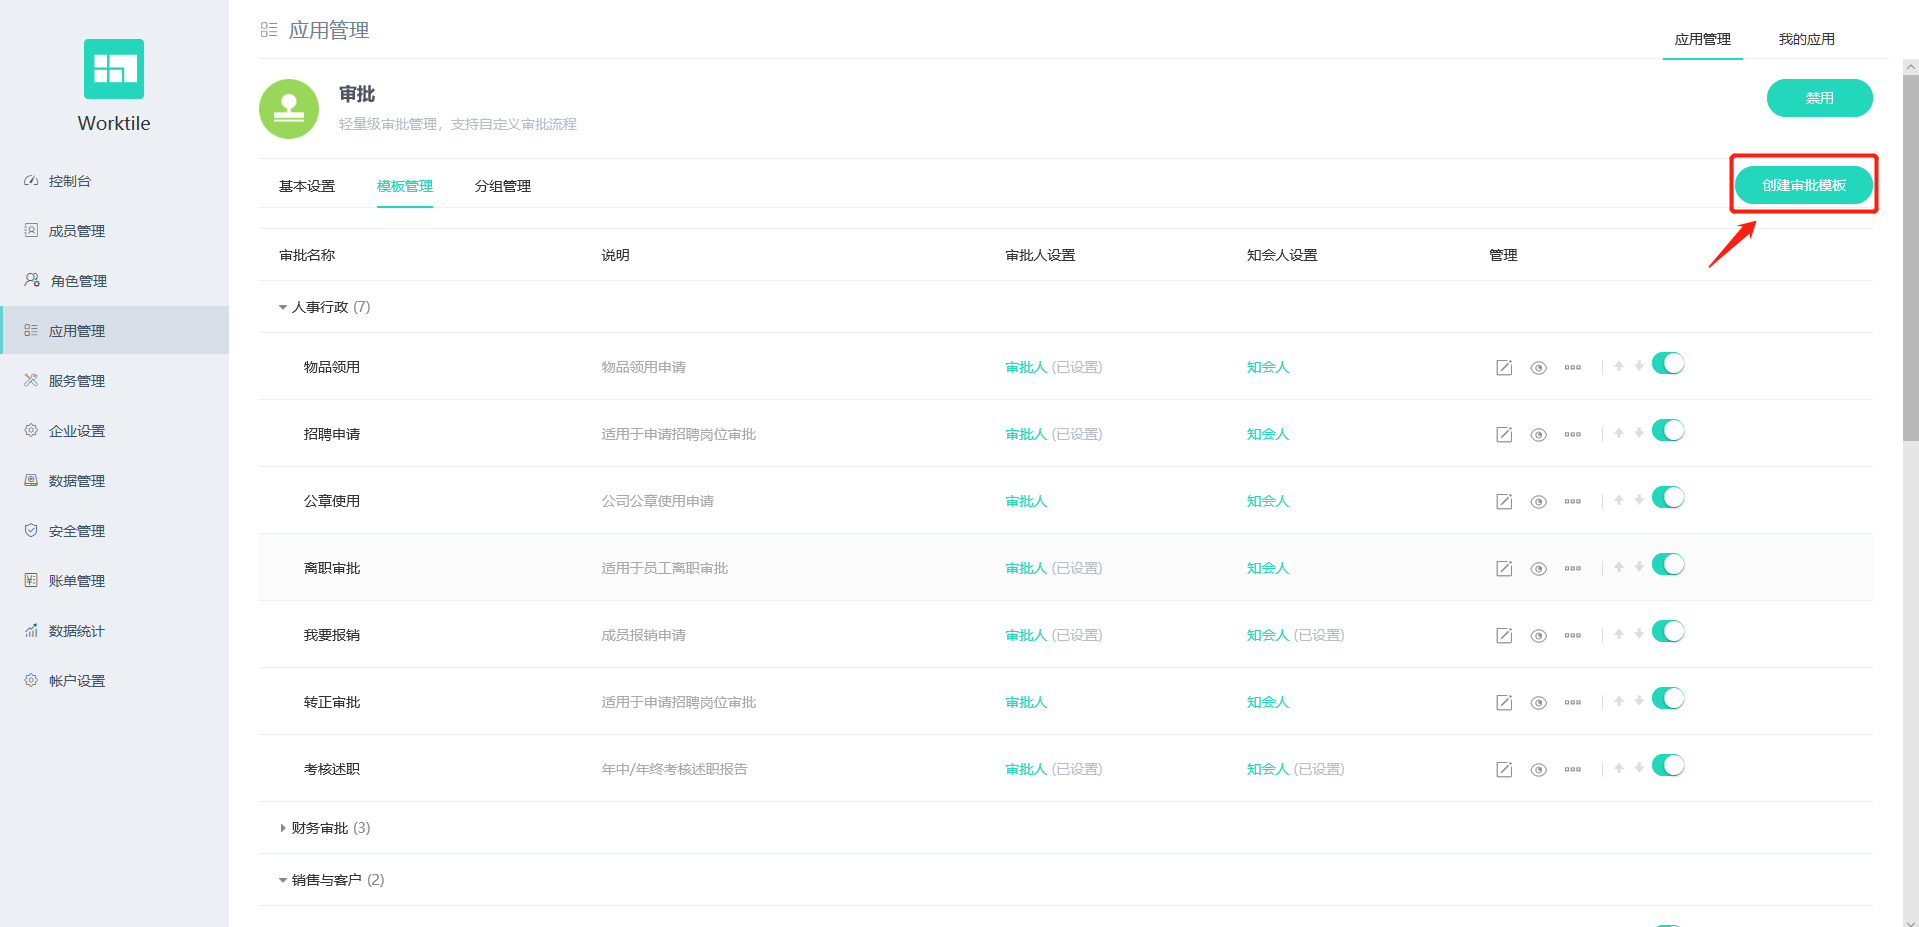 应用管理
应用管理 我的应用
Worktile
审批
轻量级审批管理，支持自定义审批流程
禁用
控制台
成员管理
角色管理
应用管理
服务管理
企业设置
数据管理
安全管理
账单管理
数据统计
帐户设置
基本设置 模板管理 分组管理
创建审批模板
审批名称 说明 审批人设置 知会人设置 管理
人事行政 (7)
物品领用 物品领用申请 审批人 (已设置) 知会人
招聘申请 适用于申请招聘岗位审批 审批人 (已设置) 知会人
公章使用 公司公章使用申请 审批人 知会人
离职审批 适用于员工离职审批 审批人 (已设置) 知会人
我要报销 成员报销申请 审批人 (已设置) 知会人 (已设置)
转正审批 适用于申请招聘岗位审批 审批人 知会人
考核述职 年中/年终考核述职报告 审批人 (已设置) 知会人 (已设置)
财务审批 (3)
销售与客户 (2)